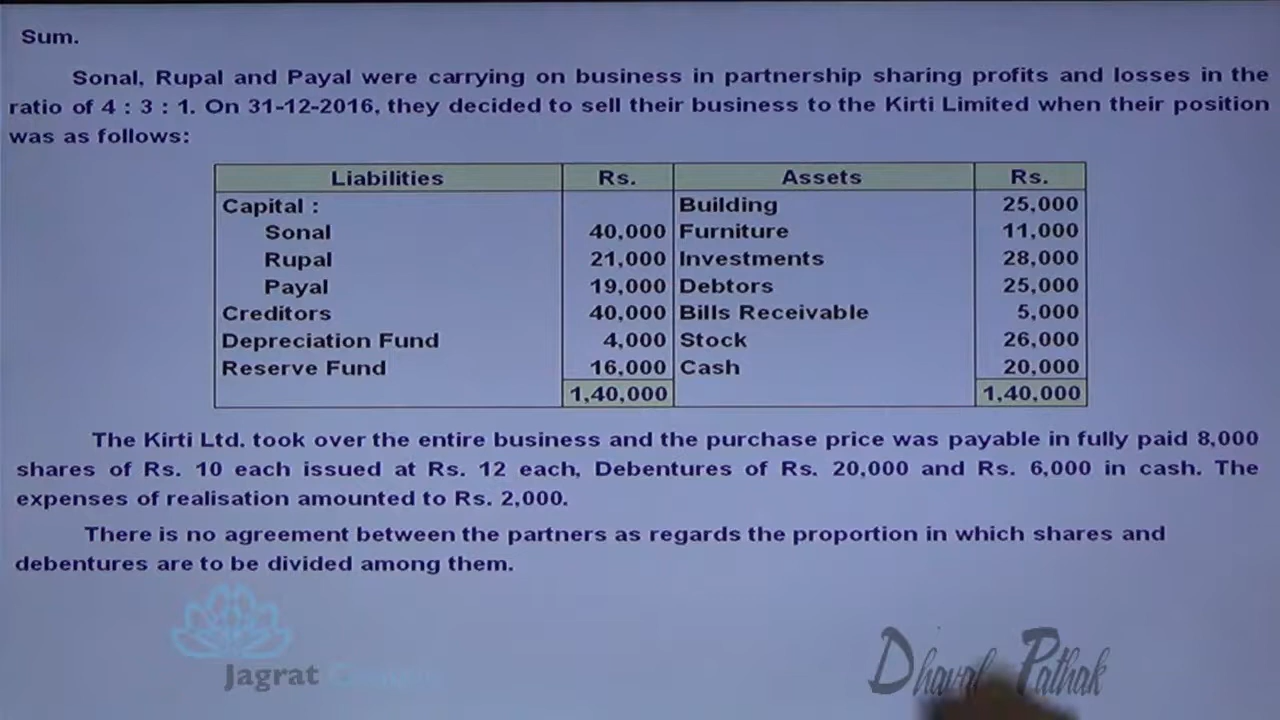 Sum.
Sonal, Rupal and Payal were carrying on business in partnership sharing profits and losses in the
ratio of 4 : 3 : 1. On 31-12-2016, they decided to sell their business to the Kirti Limited when their position
was as follows:
Liabilities Rs. Assets Rs.
Capital : Building 25,000
Sonal 40,000 Furniture 11,000
Rupal 21,000 Investments 28,000
Payal 19,000 Debtors 25,000
Creditors 40,000 Bills Receivable 5,000
Depreciation Fund 4,000 Stock 26,000
Reserve Fund 16,000 Cash 20,000
1,40,000 1,40,000
The Kirti Ltd. took over the entire business and the purchase price was payable in fully paid 8,000
shares of Rs. 10 each issued at Rs. 12 each, Debentures of Rs. 20,000 and Rs. 6,000 in cash. The
expenses of realisation amounted to Rs. 2,000.
There is no agreement between the partners as regards the proportion in which shares and
debentures are to be divided among them.
Jagrat
Dhaval Pathak